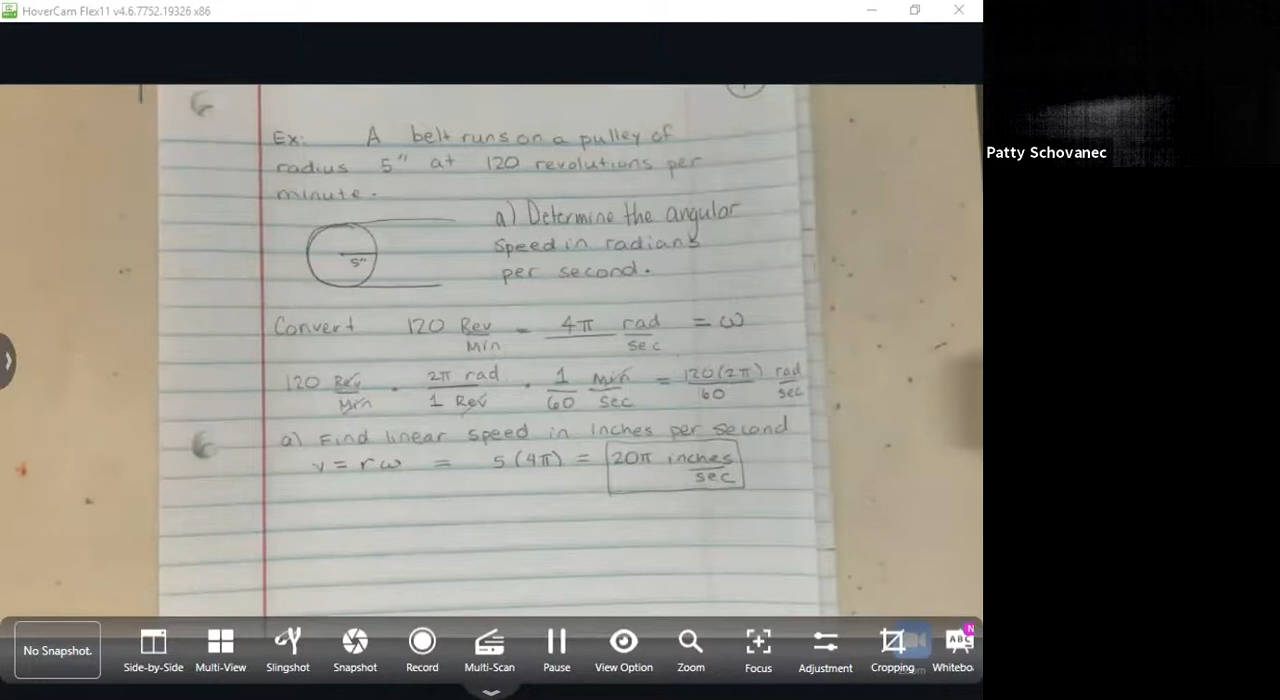 HoverCam Flex11 v4.6.7752.19326 x86
Ex: A belt runs on a pulley of
radius 5" at 120 revolutions per
minute.
a) Determine the angular
speed in radians
per second.
5"
Convert 120 Rev/Min = 4π rad/sec = ω
120 Rev/Min · 2π rad/1 Rev · 1/60 Min/sec = 120(2π)/60 rad/sec
a) Find linear speed in inches per second
v = rω = 5(4π) = 20π inches/sec
Patty Schovanec
No Snapshot.
Side-by-Side
Multi-View
Slingshot
Snapshot
Record
Multi-Scan
Pause
View Option
Zoom
Focus
Adjustment
Cropping
ABC
N
Whiteboa